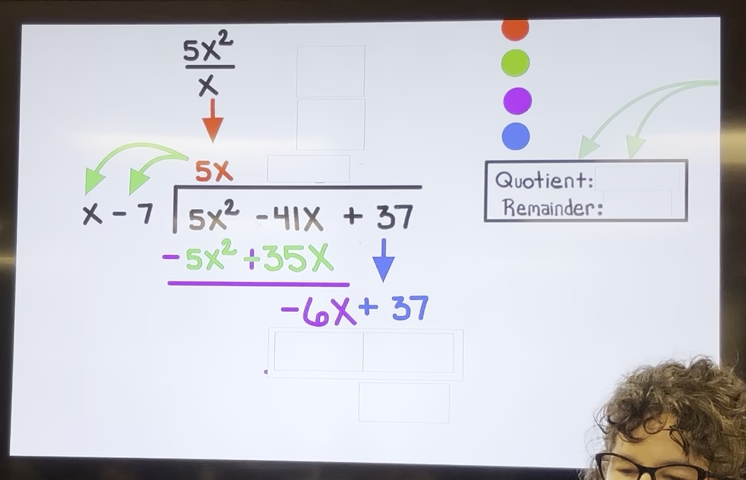 5x²
x
5x
x - 7 5x² - 41x + 37
- 5x² + 35x
- 6x + 37
Quotient:
Remainder: